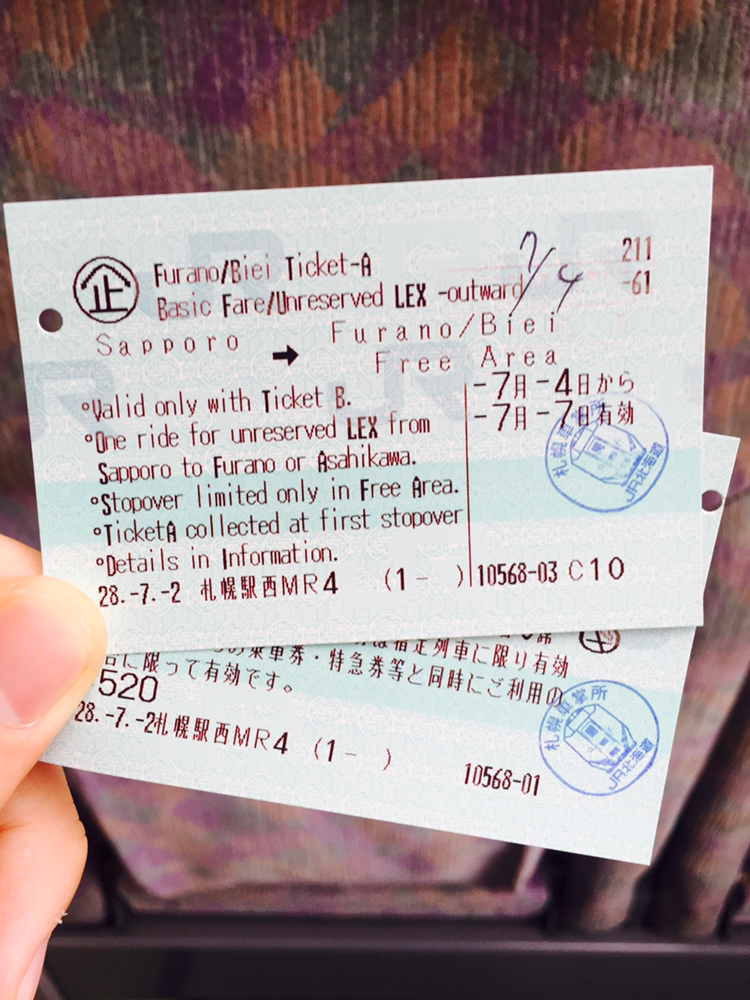 企
Furano/Biei Ticket-A
Basic Fare/Unreserved LEX -outward
7/4
211
-61
Sapporo ➡ Furano/Biei
Free Area
-7月-4日から
-7月-7日有効
°Valid only with Ticket B.
°One ride for unreserved LEX from
Sapporo to Furano or Asahikawa.
°Stopover limited only in Free Area.
°TicketA collected at first stopover
°Details in Information.
札幌車掌所
JR北海道
28.-7.-2 札幌駅西MR4 (1- ) 10568-03 C10
乗車券・特急券等と同時にご利用の
に限って有効です。
指定列車に限り有効
520
28.-7.-2札幌駅西MR4 (1- ) 10568-01
札幌車掌所
JR北海道